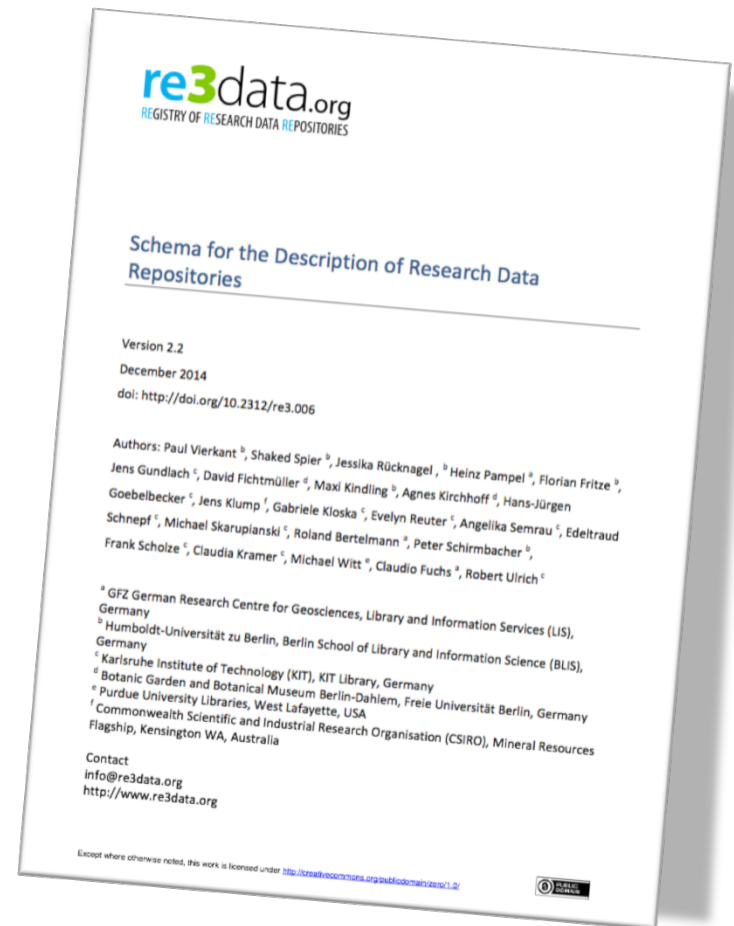 re3data.org
REGISTRY OF RESEARCH DATA REPOSITORIES
Schema for the Description of Research Data
Repositories
Version 2.2
December 2014
doi: http://doi.org/10.2312/re3.006
Authors: Paul Vierkant ᵇ, Shaked Spier ᵇ, Jessika Rücknagel , ᵇ Heinz Pampel ᵃ, Florian Fritze ᵇ,
Jens Gundlach ᶜ, David Fichtmüller ᵈ, Maxi Kindling ᵇ, Agnes Kirchhoff ᵈ, Hans-Jürgen
Goebelbecker ᶜ, Jens Klump ᶠ, Gabriele Kloska ᶜ, Evelyn Reuter ᶜ, Angelika Semrau ᶜ, Edeltraud
Schnepf ᶜ, Michael Skarupianski ᶜ, Roland Bertelmann ᵃ, Peter Schirmbacher ᵇ,
Frank Scholze ᶜ, Claudia Kramer ᶜ, Michael Witt ᵉ, Claudio Fuchs ᵃ, Robert Ulrich ᶜ
ᵃ GFZ German Research Centre for Geosciences, Library and Information Services (LIS),
Germany
ᵇ Humboldt-Universität zu Berlin, Berlin School of Library and Information Science (BLIS),
Germany
ᶜ Karlsruhe Institute of Technology (KIT), KIT Library, Germany
ᵈ Botanic Garden and Botanical Museum Berlin-Dahlem, Freie Universität Berlin, Germany
ᵉ Purdue University Libraries, West Lafayette, USA
ᶠ Commonwealth Scientific and Industrial Research Organisation (CSIRO), Mineral Resources
Flagship, Kensington WA, Australia
Contact
info@re3data.org
http://www.re3data.org
Except where otherwise noted, this work is licensed under http://creativecommons.org/publicdomain/zero/1.0/
PUBLIC
DOMAIN